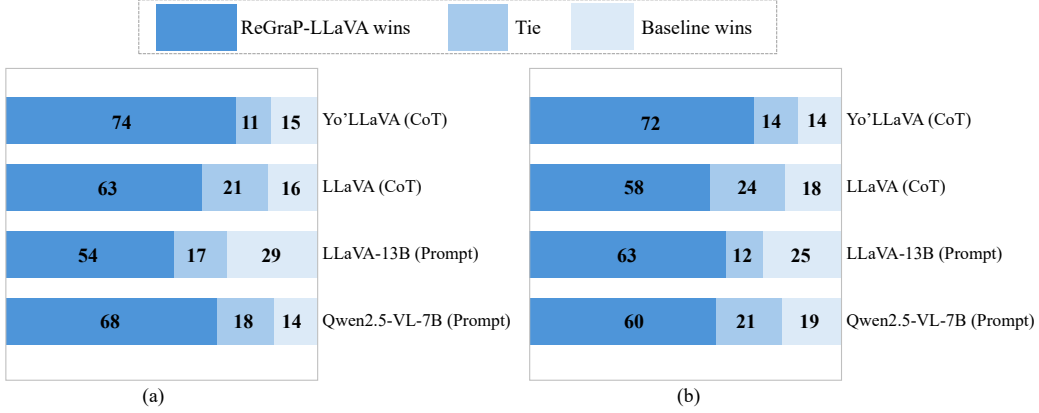 ReGraP-LLaVA wins Tie Baseline wins
74 11 15 Yo’LLaVA (CoT)
63 21 16 LLaVA (CoT)
54 17 29 LLaVA-13B (Prompt)
68 18 14 Qwen2.5-VL-7B (Prompt)
(a)
72 14 14 Yo’LLaVA (CoT)
58 24 18 LLaVA (CoT)
63 12 25 LLaVA-13B (Prompt)
60 21 19 Qwen2.5-VL-7B (Prompt)
(b)